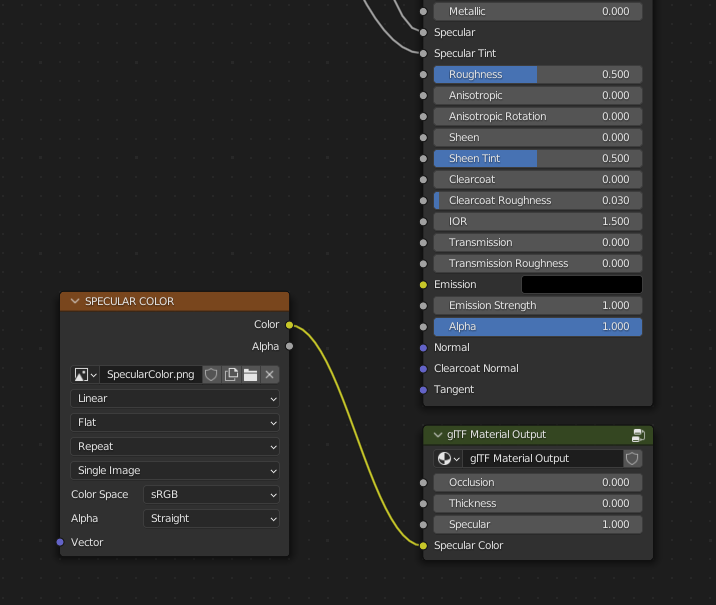 Metallic 0.000
Specular
Specular Tint
Roughness 0.500
Anisotropic 0.000
Anisotropic Rotation 0.000
Sheen 0.000
Sheen Tint 0.500
Clearcoat 0.000
Clearcoat Roughness 0.030
IOR 1.500
Transmission 0.000
Transmission Roughness 0.000
Emission
Emission Strength 1.000
Alpha 1.000
Normal
Clearcoat Normal
Tangent
SPECULAR COLOR
Color
Alpha
SpecularColor.png
Linear
Flat
Repeat
Single Image
Color Space sRGB
Alpha Straight
Vector
glTF Material Output
glTF Material Output
Occlusion 0.000
Thickness 0.000
Specular 1.000
Specular Color